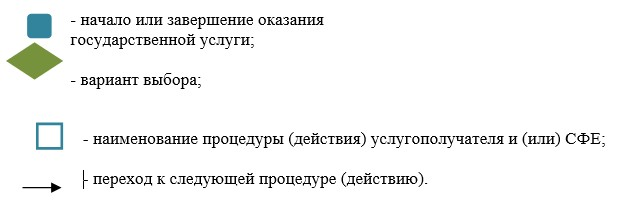 - начало или завершение оказания
государственной услуги;
- вариант выбора;
- наименование процедуры (действия) услугополучателя и (или) СФЕ;
- переход к следующей процедуре (действию).